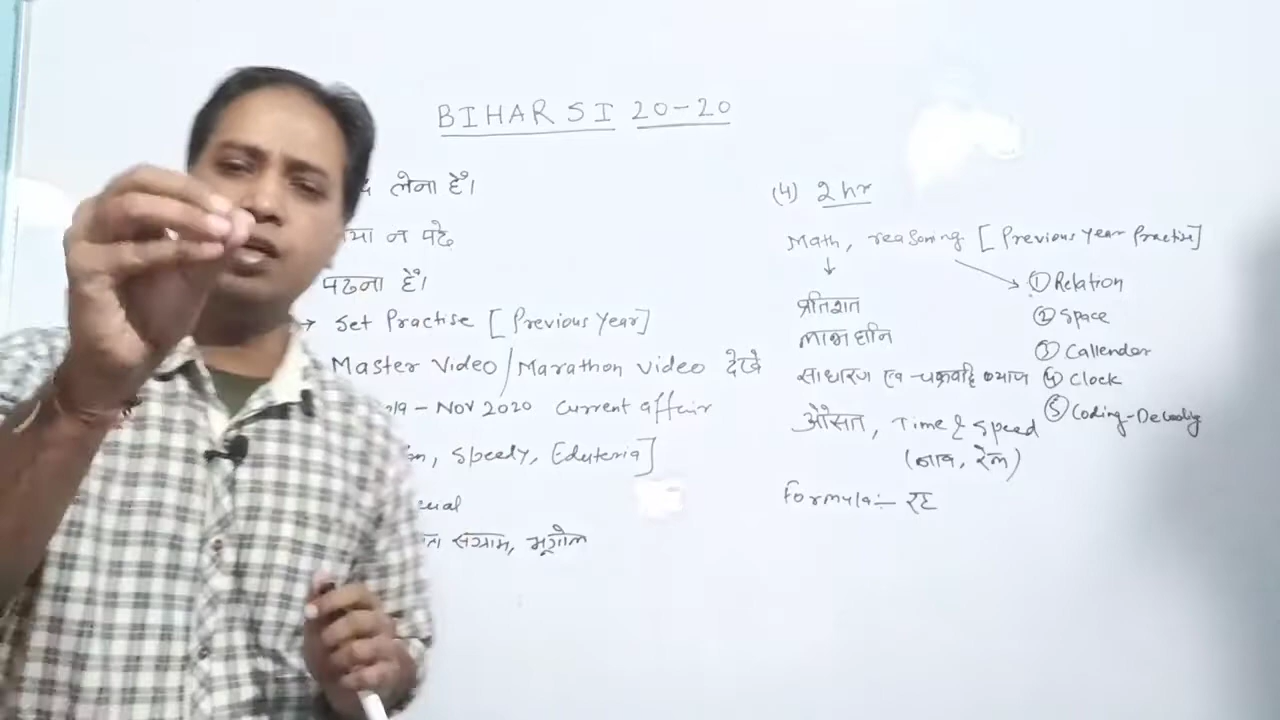 BIHAR SI 20-20
लेना हैं।
न पढे
पढना हैं।
→ Set Practise [Previous Year]
Master Video/Marathon video देखे
- Nov 2020 Current affair
, Speedy, Eduteria]
संग्राम, भूगोल
(4) 2 hr
Math, reasoning [Previous Year Practise]
प्रतिशत
लाभ हानि
साधारण एवं चक्रवृद्धि ब्याज
औसत, Time & Speed
(नाव, रेल)
Formula:- रट
① Relation
② Space
③ Callender
④ Clock
⑤ Coding-Decoding